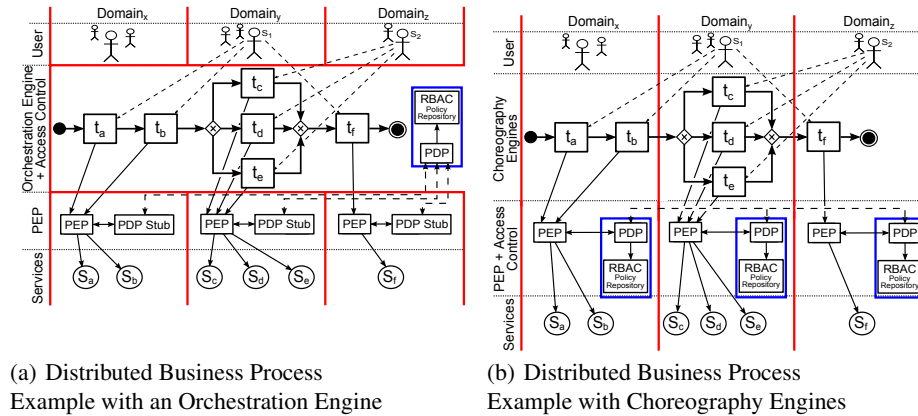 Domainx Domainy Domainz
User
S1 S2
Orchestration Engine
+ Access Control
ta tb tc td te tf
RBAC
Policy
Repository
PDP
PEP
PEP PDP Stub PEP PDP Stub PEP PDP Stub
Services
Sa Sb Sc Sd Se Sf
(a) Distributed Business Process
Example with an Orchestration Engine
Domainx Domainy Domainz
User
S1 S2
Choreography
Engines
ta tb tc td te tf
PEP + Access
Control
PEP PDP PEP PDP PEP PDP
RBAC RBAC RBAC
Policy Policy Policy
Repository Repository Repository
Services
Sa Sb Sc Sd Se Sf
(b) Distributed Business Process
Example with Choreography Engines